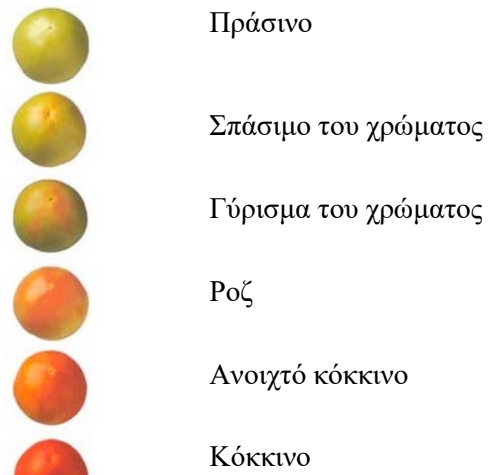 Πράσινο
Σπάσιμο του χρώματος
Γύρισμα του χρώματος
Ροζ
Ανοιχτό κόκκινο
Κόκκινο